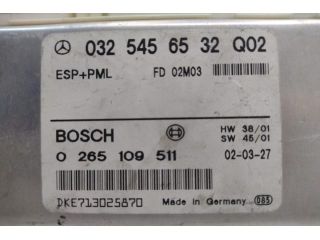 032 545 65 32 Q02
ESP+PML FD 02M03
BOSCH HW 38/01
SW 45/01
0 265 109 511 02-03-27
DKE713025870 Made in Germany 085